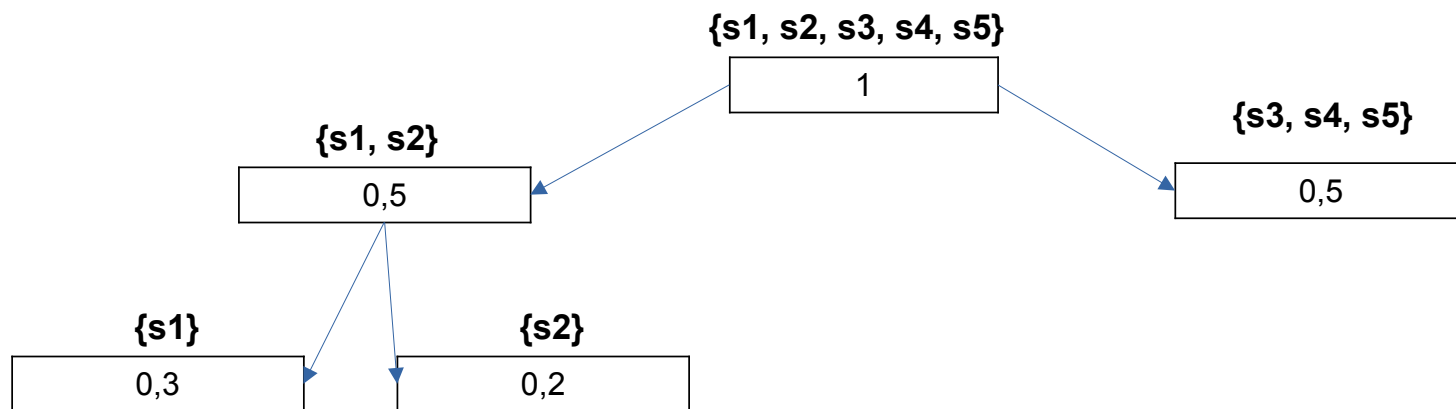 {s1, s2, s3, s4, s5}
1
{s1, s2}
0,5
{s3, s4, s5}
0,5
{s1}
0,3
{s2}
0,2